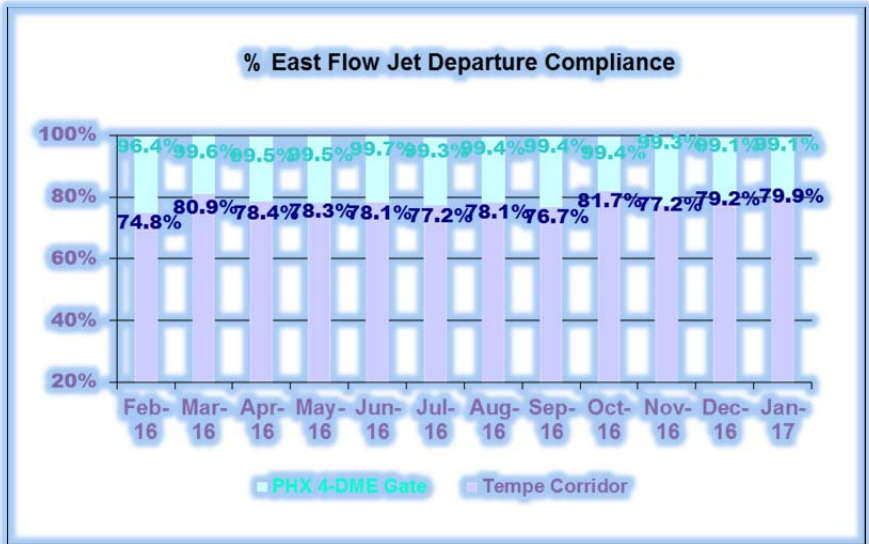 % East Flow Jet Departure Compliance
100%
80%
60%
40%
20%
96.4% 99.6% 99.5% 99.5% 99.7% 99.3% 99.4% 99.4% 99.4% 99.3% 99.1% 99.1%
74.8% 80.9% 78.4% 78.3% 78.1% 77.2% 78.1% 76.7% 81.7% 77.2% 79.2% 79.9%
Feb- Mar- Apr- May- Jun- Jul- Aug- Sep- Oct- Nov- Dec- Jan-
16 16 16 16 16 16 16 16 16 16 16 17
PHX 4-DME Gate Tempe Corridor